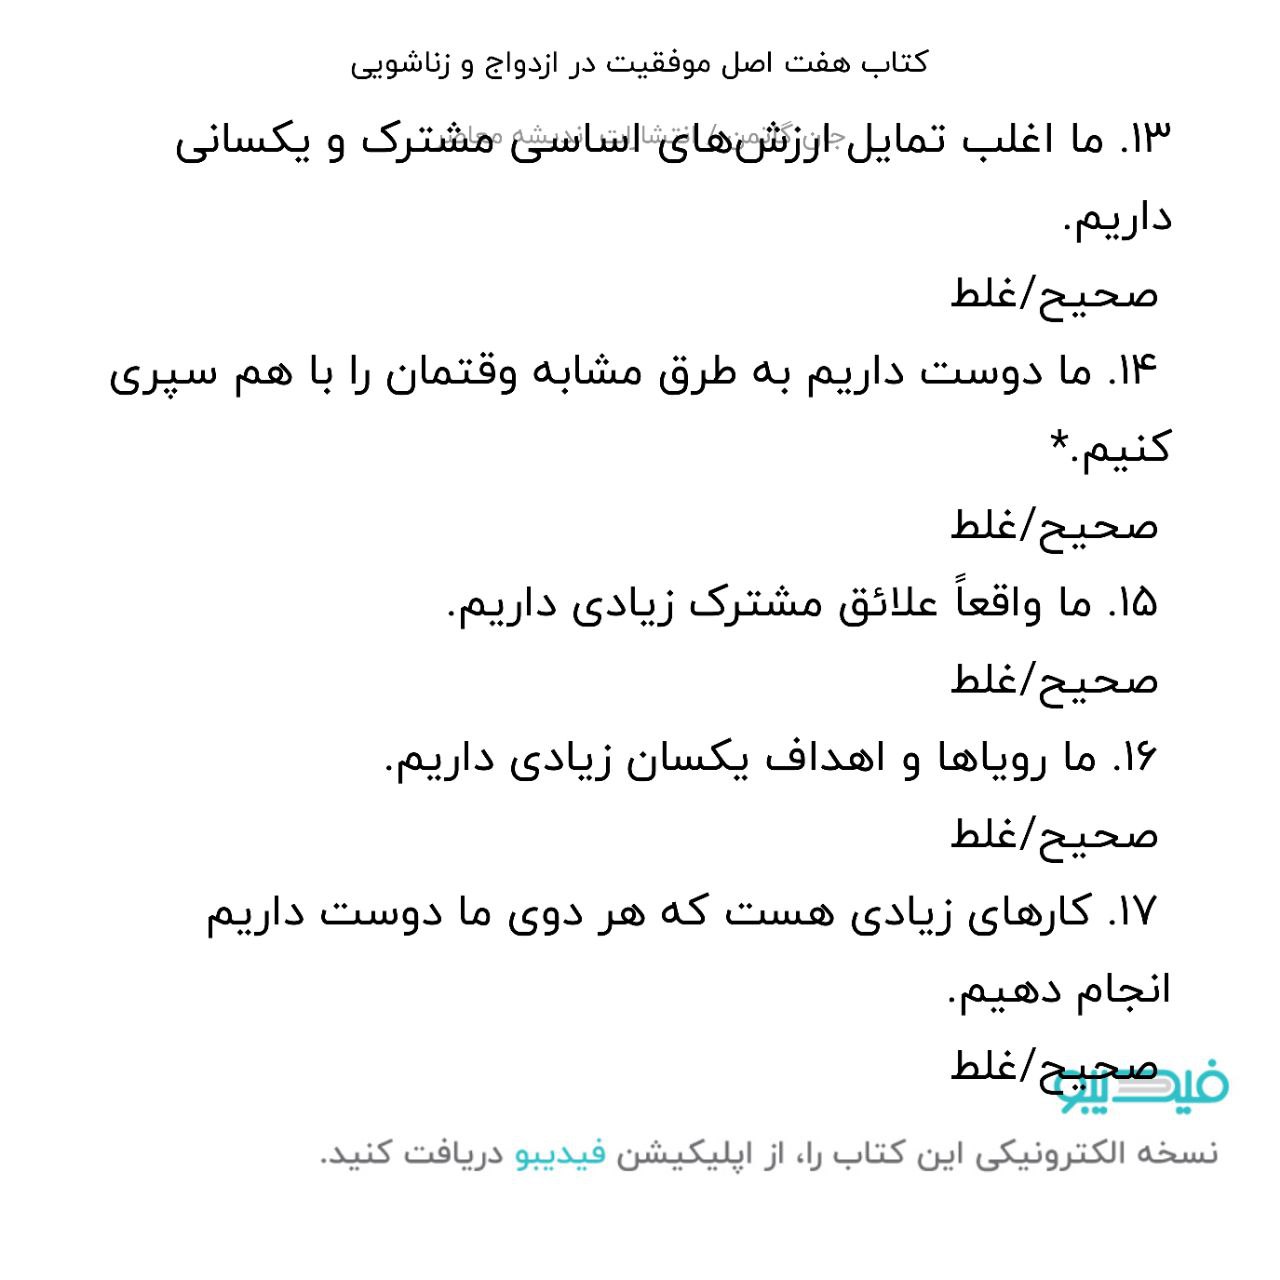 کتاب هفت اصل موفقیت در ازدواج و زناشویی
جان گاتمن / انتشارات اندیشه معاصر
۱۳. ما اغلب تمایل ارزش‌های اساسی مشترک و یکسانی
داریم.
صحیح/غلط
۱۴. ما دوست داریم به طرق مشابه وقتمان را با هم سپری
کنیم.*
صحیح/غلط
۱۵. ما واقعاً علائق مشترک زیادی داریم.
صحیح/غلط
۱۶. ما رویاها و اهداف یکسان زیادی داریم.
صحیح/غلط
۱۷. کارهای زیادی هست که هر دوی ما دوست داریم
انجام دهیم.
صحیح/غلط
فیدیبو
نسخه الکترونیکی این کتاب را، از اپلیکیشن فیدیبو دریافت کنید.